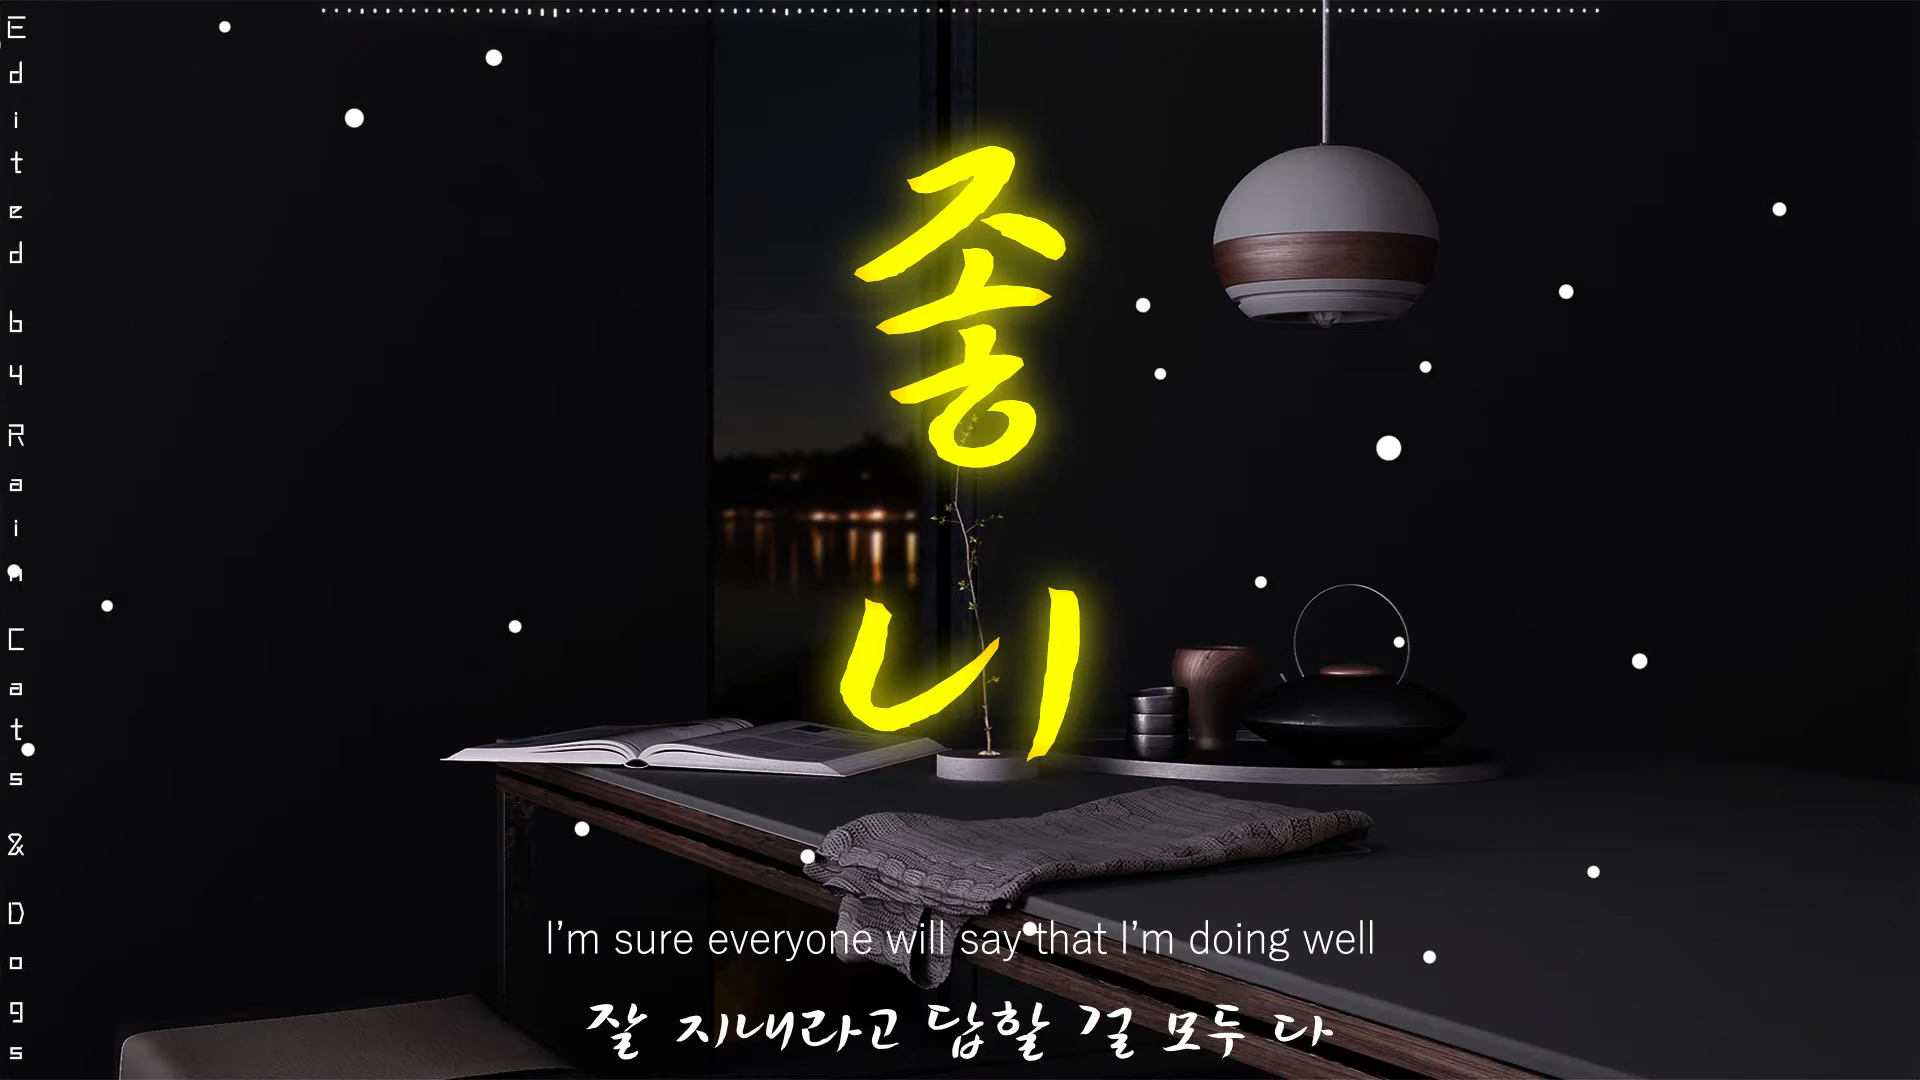 Edited by Rain Cats & Dogs
좋니
I'm sure everyone will say that I'm doing well
잘 지내라고 답할 걸 모두 다